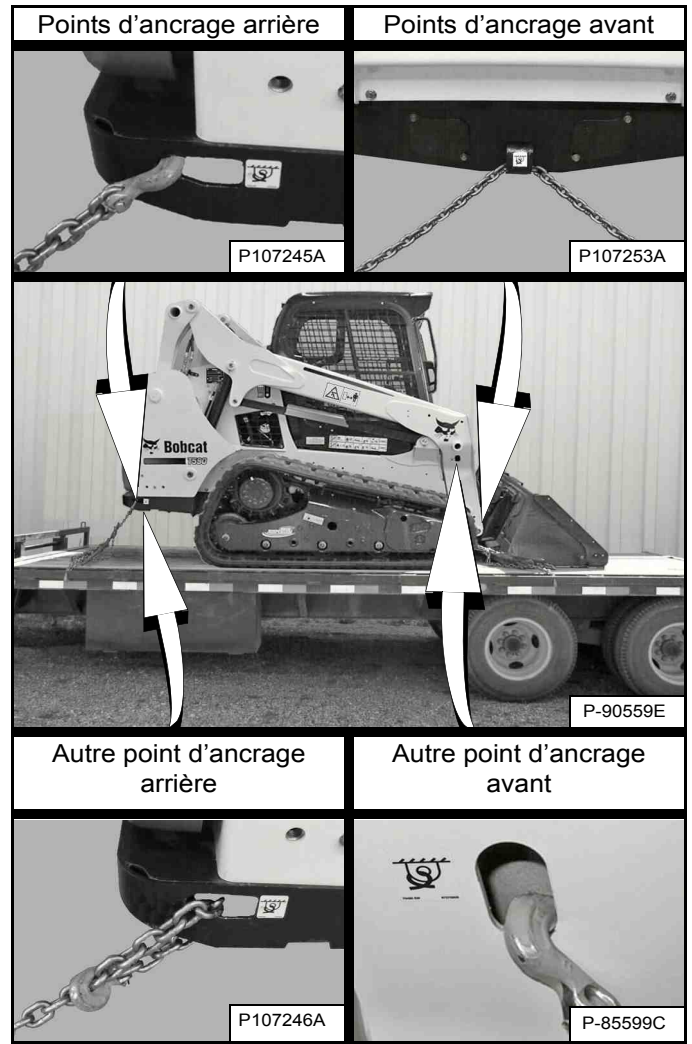 Points d'ancrage arrière
Points d'ancrage avant
P107245A
P107253A
Bobcat
T590
P-90559E
Autre point d'ancrage
arrière
Autre point d'ancrage
avant
P107246A
P-85599C